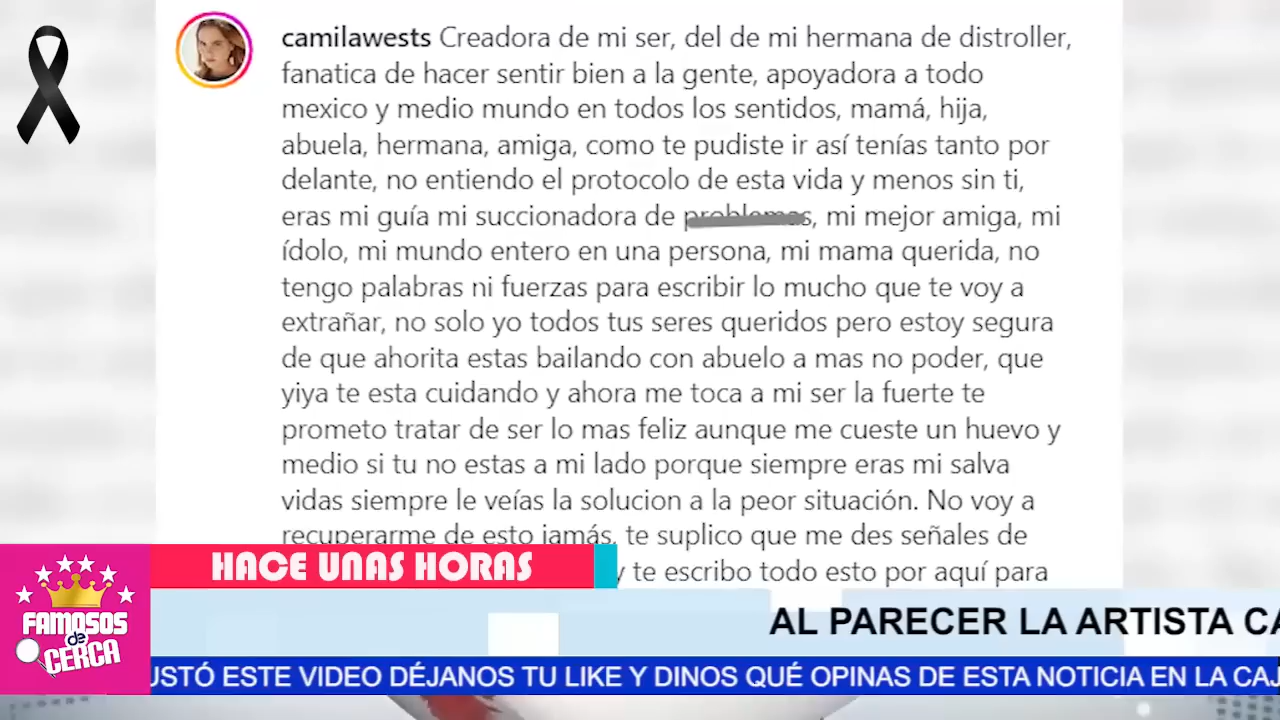 camilawests Creadora de mi ser, del de mi hermana de distroller,
fanatica de hacer sentir bien a la gente, apoyadora a todo
mexico y medio mundo en todos los sentidos, mamá, hija,
abuela, hermana, amiga, como te pudiste ir así tenías tanto por
delante, no entiendo el protocolo de esta vida y menos sin ti,
eras mi guía mi succionadora de problemas, mi mejor amiga, mi
ídolo, mi mundo entero en una persona, mi mama querida, no
tengo palabras ni fuerzas para escribir lo mucho que te voy a
extrañar, no solo yo todos tus seres queridos pero estoy segura
de que ahorita estas bailando con abuelo a mas no poder, que
yiya te esta cuidando y ahora me toca a mi ser la fuerte te
prometo tratar de ser lo mas feliz aunque me cueste un huevo y
medio si tu no estas a mi lado porque siempre eras mi salva
vidas siempre le veías la solucion a la peor situación. No voy a
recuperarme de esto jamás, te suplico que me des señales de
y te escribo todo esto por aquí para
HACE UNAS HORAS
FAMOSOS
de
CERCA
AL PARECER LA ARTISTA CA
USTÓ ESTE VIDEO DÉJANOS TU LIKE Y DINOS QUÉ OPINAS DE ESTA NOTICIA EN LA CAJ